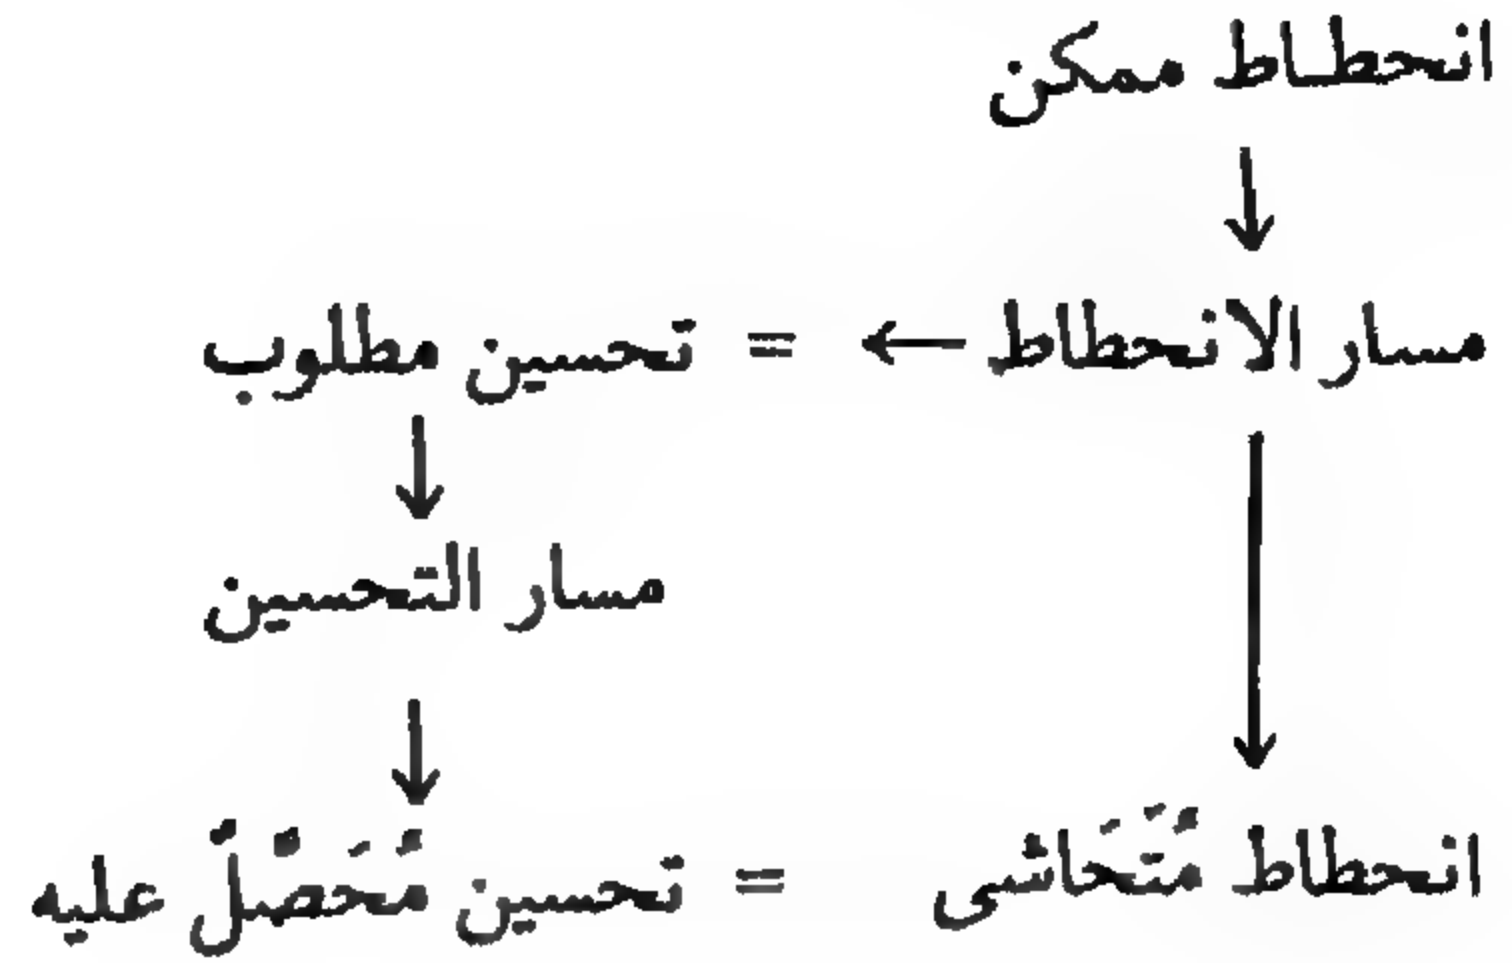 انحطاط ممكن
↓
مسار الانحطاط ← = تحسين مطلوب
↓ ↓
مسار التحسين
↓
انحطاط مُتَّحَاشى = تحسين مُحَصَّلٌ عليه